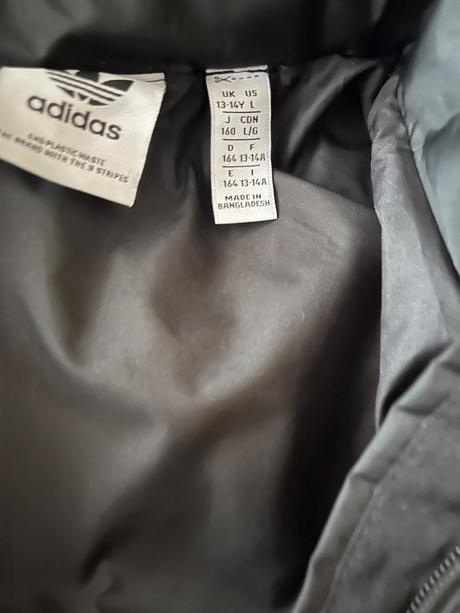 adidas
END PLASTIC WASTE
THE BRAND WITH THE 3 STRIPES
UK US
13-14Y L
J CDN
160 L/G
D F
164 13-14A
E I
164 13-14A
MADE IN
BANGLADESH